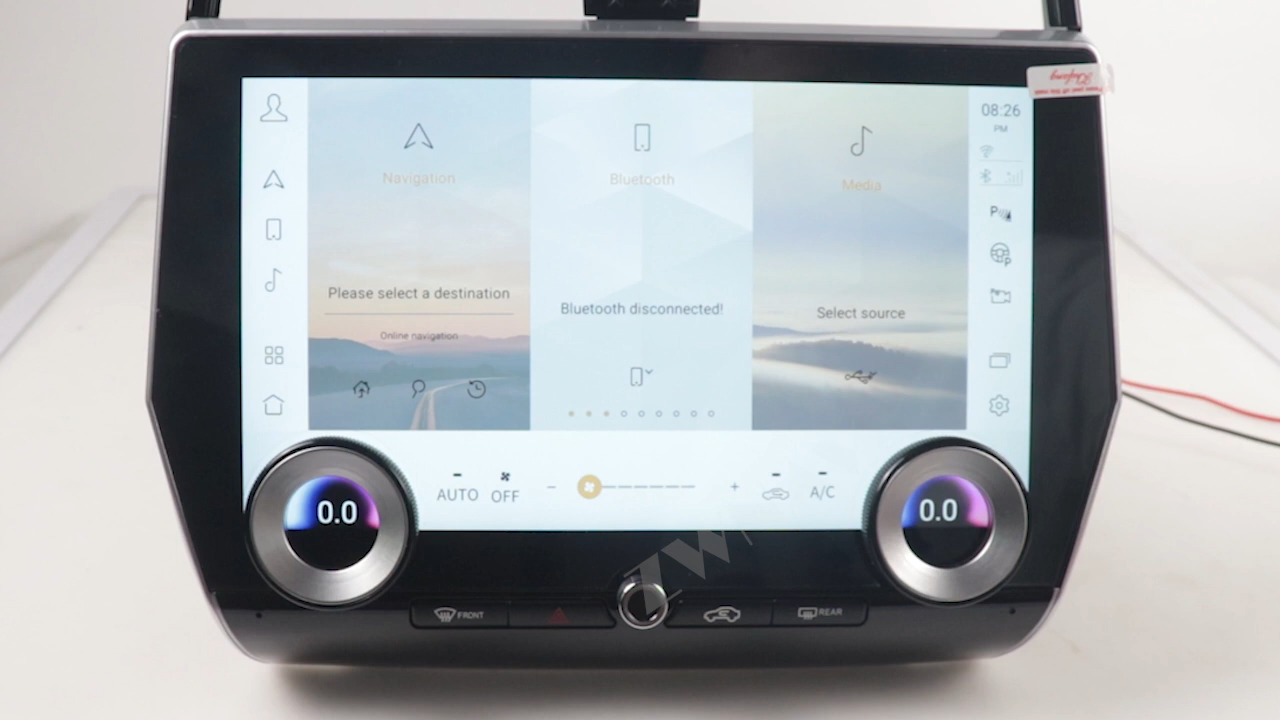 08:26
PM
Navigation
Bluetooth
Media
P
P
Please select a destination
Bluetooth disconnected!
Select source
Online navigation
0.0
AUTO
OFF
−
+
A/C
0.0
ZW
FRONT
REAR